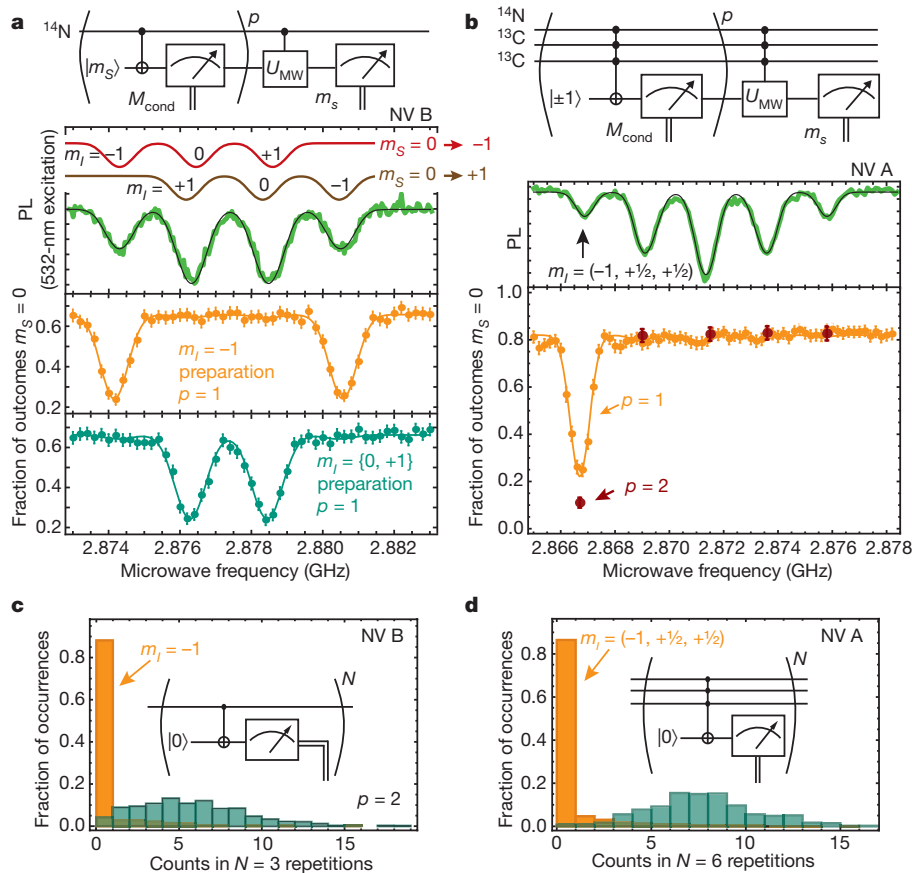 a
¹⁴N
p
|mS⟩
Mcond
UMW
ms
NV B
mI = −1 0 +1 mS = 0 → −1
mI = +1 0 −1 mS = 0 → +1
PL
(532-nm excitation)
Fraction of outcomes mS = 0
0.6
0.4
0.2
mI = −1
preparation
p = 1
0.6
0.4
0.2
mI = {0, +1}
preparation
p = 1
2.874 2.876 2.878 2.880 2.882
Microwave frequency (GHz)
b
¹⁴N
¹³C
¹³C
p
|±1⟩
Mcond
UMW
ms
NV A
PL
mI = (−1, +½, +½)
Fraction of outcomes mS = 0
0.8
0.6
0.4
0.2
0.0
p = 1
p = 2
2.866 2.868 2.870 2.872 2.874 2.876 2.878
Microwave frequency (GHz)
c
NV B
Fraction of occurrences
0.8
0.6
0.4
0.2
0.0
mI = −1
N
|0⟩
p = 2
0 5 10 15
Counts in N = 3 repetitions
d
NV A
Fraction of occurrences
0.8
0.6
0.4
0.2
0.0
mI = (−1, +½, +½)
N
|0⟩
0 5 10 15
Counts in N = 6 repetitions